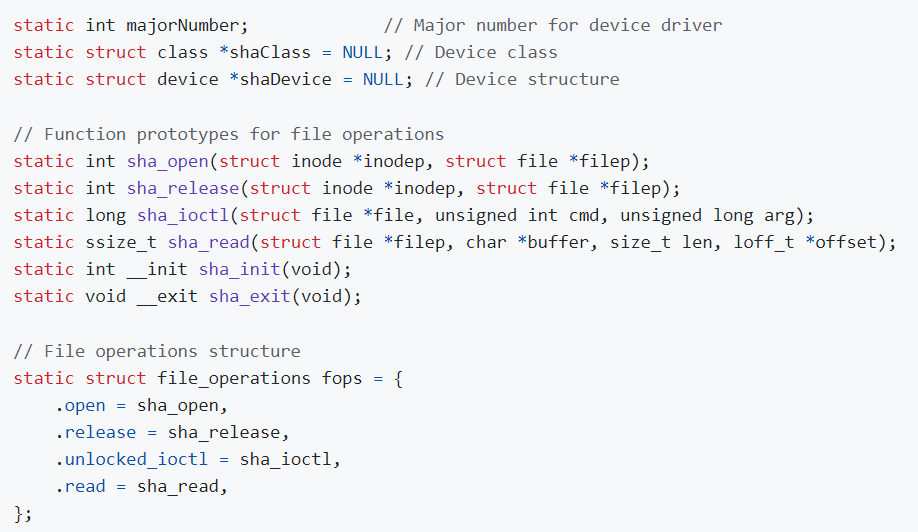 static int majorNumber;             // Major number for device driver
static struct class *shaClass = NULL; // Device class
static struct device *shaDevice = NULL; // Device structure

// Function prototypes for file operations
static int sha_open(struct inode *inodep, struct file *filep);
static int sha_release(struct inode *inodep, struct file *filep);
static long sha_ioctl(struct file *file, unsigned int cmd, unsigned long arg);
static ssize_t sha_read(struct file *filep, char *buffer, size_t len, loff_t *offset);
static int __init sha_init(void);
static void __exit sha_exit(void);

// File operations structure
static struct file_operations fops = {
    .open = sha_open,
    .release = sha_release,
    .unlocked_ioctl = sha_ioctl,
    .read = sha_read,
};